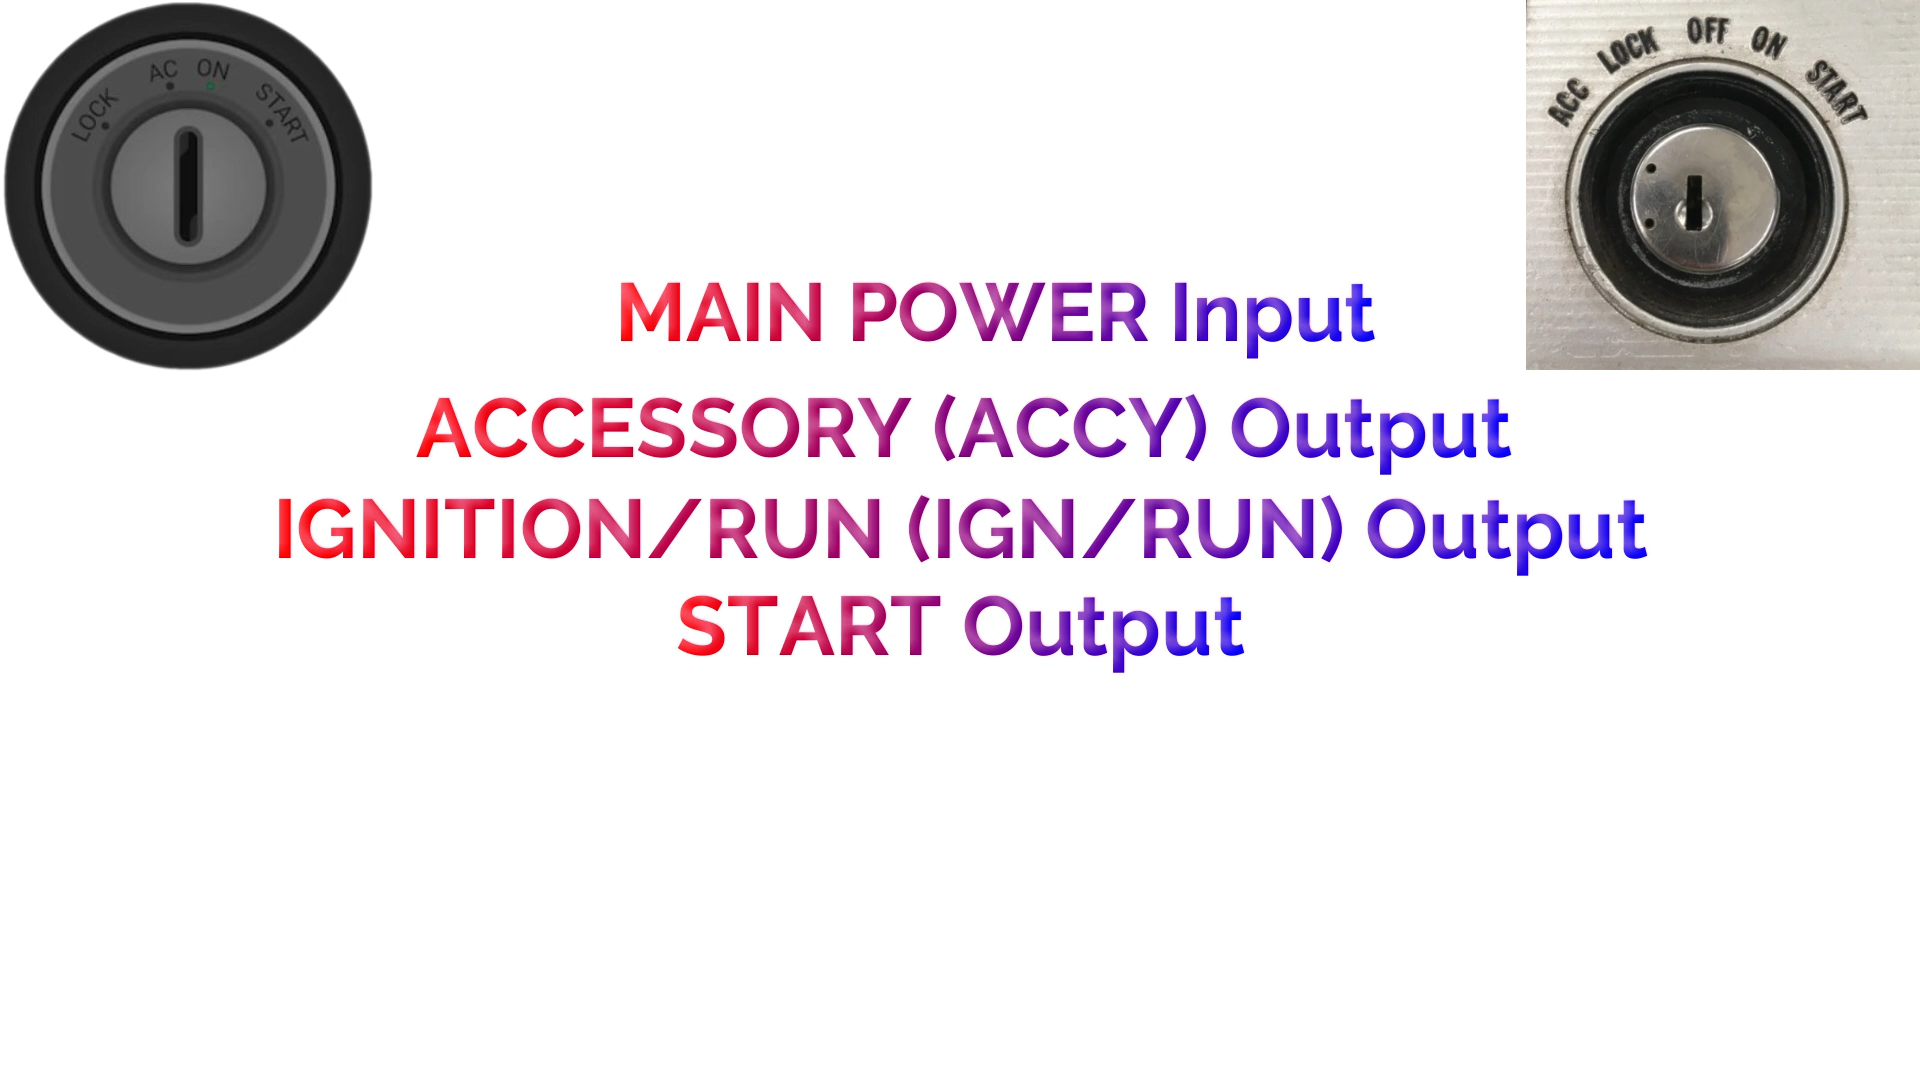 LOCK AC ON START
ACC LOCK OFF ON START
MAIN POWER Input
ACCESSORY (ACCY) Output
IGNITION/RUN (IGN/RUN) Output
START Output